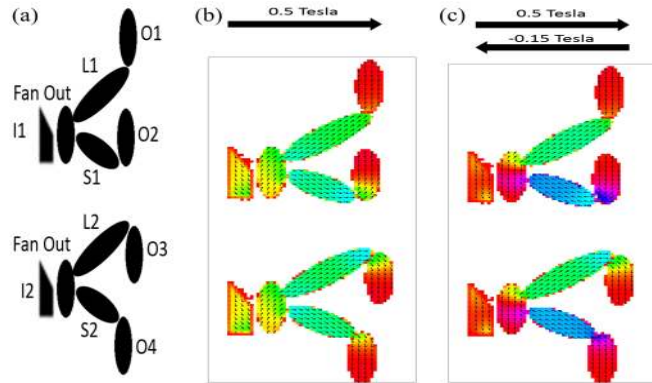 (a)
O1
L1
Fan Out
I1
O2
S1
L2
Fan Out
O3
I2
S2
O4
(b)
0.5 Tesla
(c)
0.5 Tesla
-0.15 Tesla